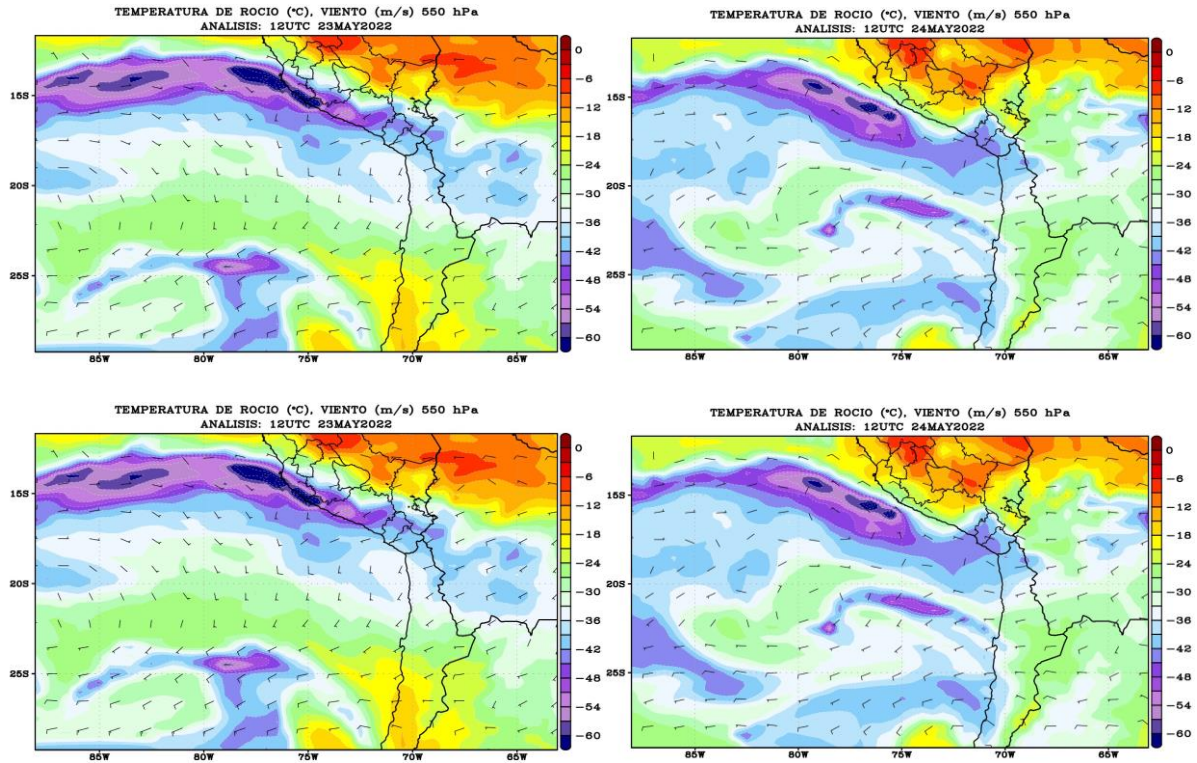 TEMPERATURA DE ROCIO (°C), VIENTO (m/s) 550 hPa
ANALISIS: 12UTC 23MAY2022
15S
20S
25S
85W
80W
75W
70W
65W
0
-6
-12
-18
-24
-30
-36
-42
-48
-54
-60
TEMPERATURA DE ROCIO (°C), VIENTO (m/s) 550 hPa
ANALISIS: 12UTC 24MAY2022
15S
20S
25S
85W
80W
75W
70W
65W
0
-6
-12
-18
-24
-30
-36
-42
-48
-54
-60
TEMPERATURA DE ROCIO (°C), VIENTO (m/s) 550 hPa
ANALISIS: 12UTC 23MAY2022
15S
20S
25S
85W
80W
75W
70W
65W
0
-6
-12
-18
-24
-30
-36
-42
-48
-54
-60
TEMPERATURA DE ROCIO (°C), VIENTO (m/s) 550 hPa
ANALISIS: 12UTC 24MAY2022
15S
20S
25S
85W
80W
75W
70W
65W
0
-6
-12
-18
-24
-30
-36
-42
-48
-54
-60